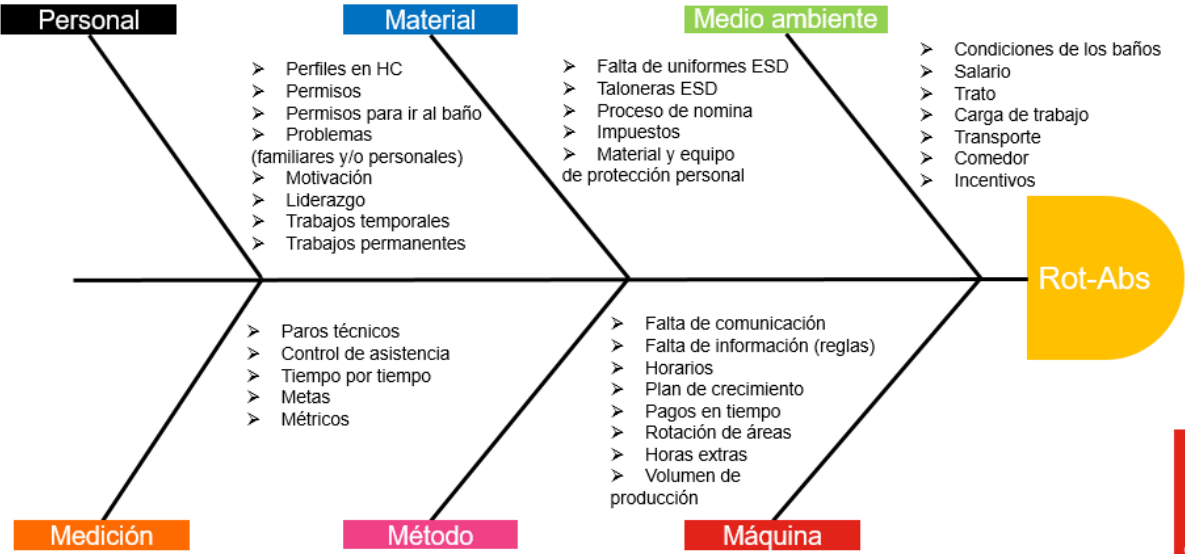 Personal
Material
Medio ambiente
➢ Perfiles en HC
➢ Permisos
➢ Permisos para ir al baño
➢ Problemas
(familiares y/o personales)
➢ Motivación
➢ Liderazgo
➢ Trabajos temporales
➢ Trabajos permanentes
➢ Falta de uniformes ESD
➢ Taloneras ESD
➢ Proceso de nomina
➢ Impuestos
➢ Material y equipo
de protección personal
➢ Condiciones de los baños
➢ Salario
➢ Trato
➢ Carga de trabajo
➢ Transporte
➢ Comedor
➢ Incentivos
Rot-Abs
➢ Paros técnicos
➢ Control de asistencia
➢ Tiempo por tiempo
➢ Metas
➢ Métricos
➢ Falta de comunicación
➢ Falta de información (reglas)
➢ Horarios
➢ Plan de crecimiento
➢ Pagos en tiempo
➢ Rotación de áreas
➢ Horas extras
➢ Volumen de
producción
Medición
Método
Máquina